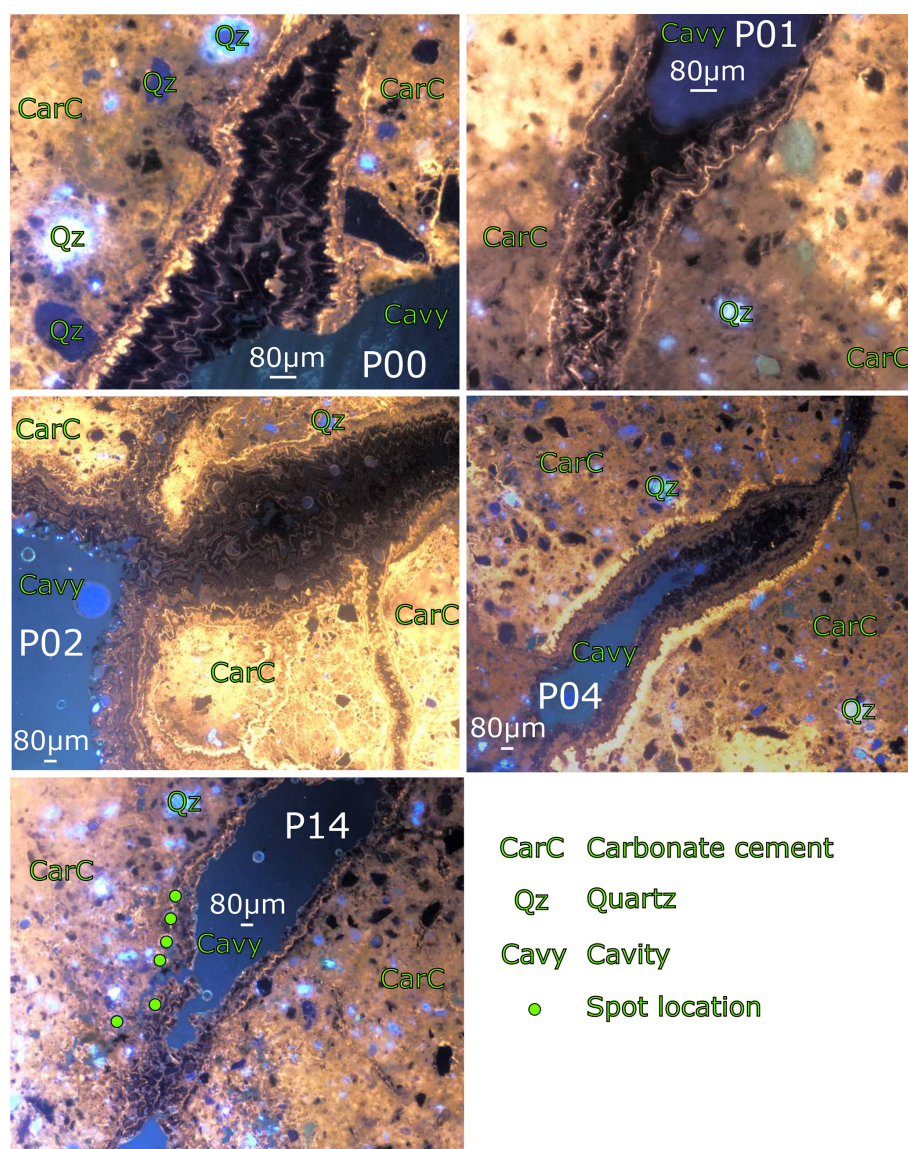 Qz
Qz
CarC
CarC
Qz
Qz
Cavy
80µm
P00
Cavy P01
80µm
CarC
Qz
CarC
CarC
Qz
Cavy
CarC
P02
CarC
80µm
CarC
Qz
CarC
Cavy
P04
Qz
80µm
Qz
P14
CarC
80µm
Cavy
CarC
CarC Carbonate cement
Qz Quartz
Cavy Cavity
Spot location